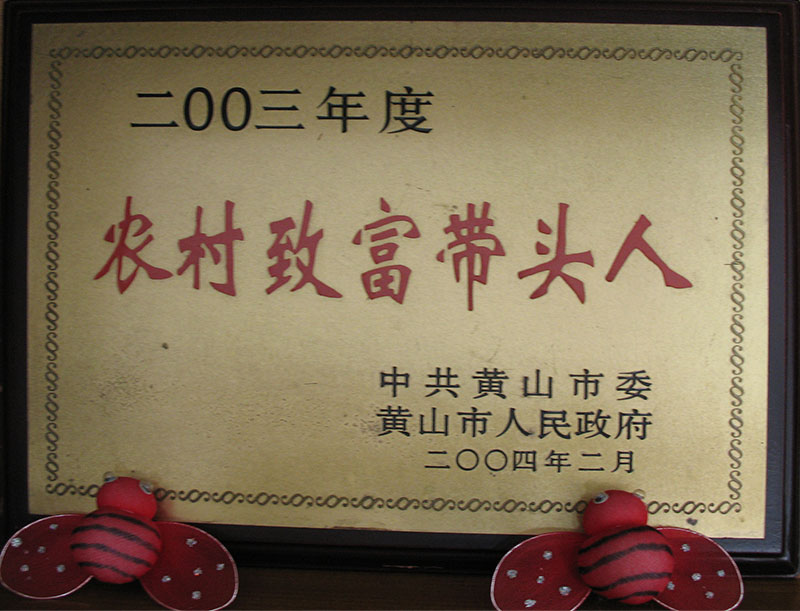 二00三年度
农村致富带头人
中共黄山市委
黄山市人民政府
二〇〇四年二月